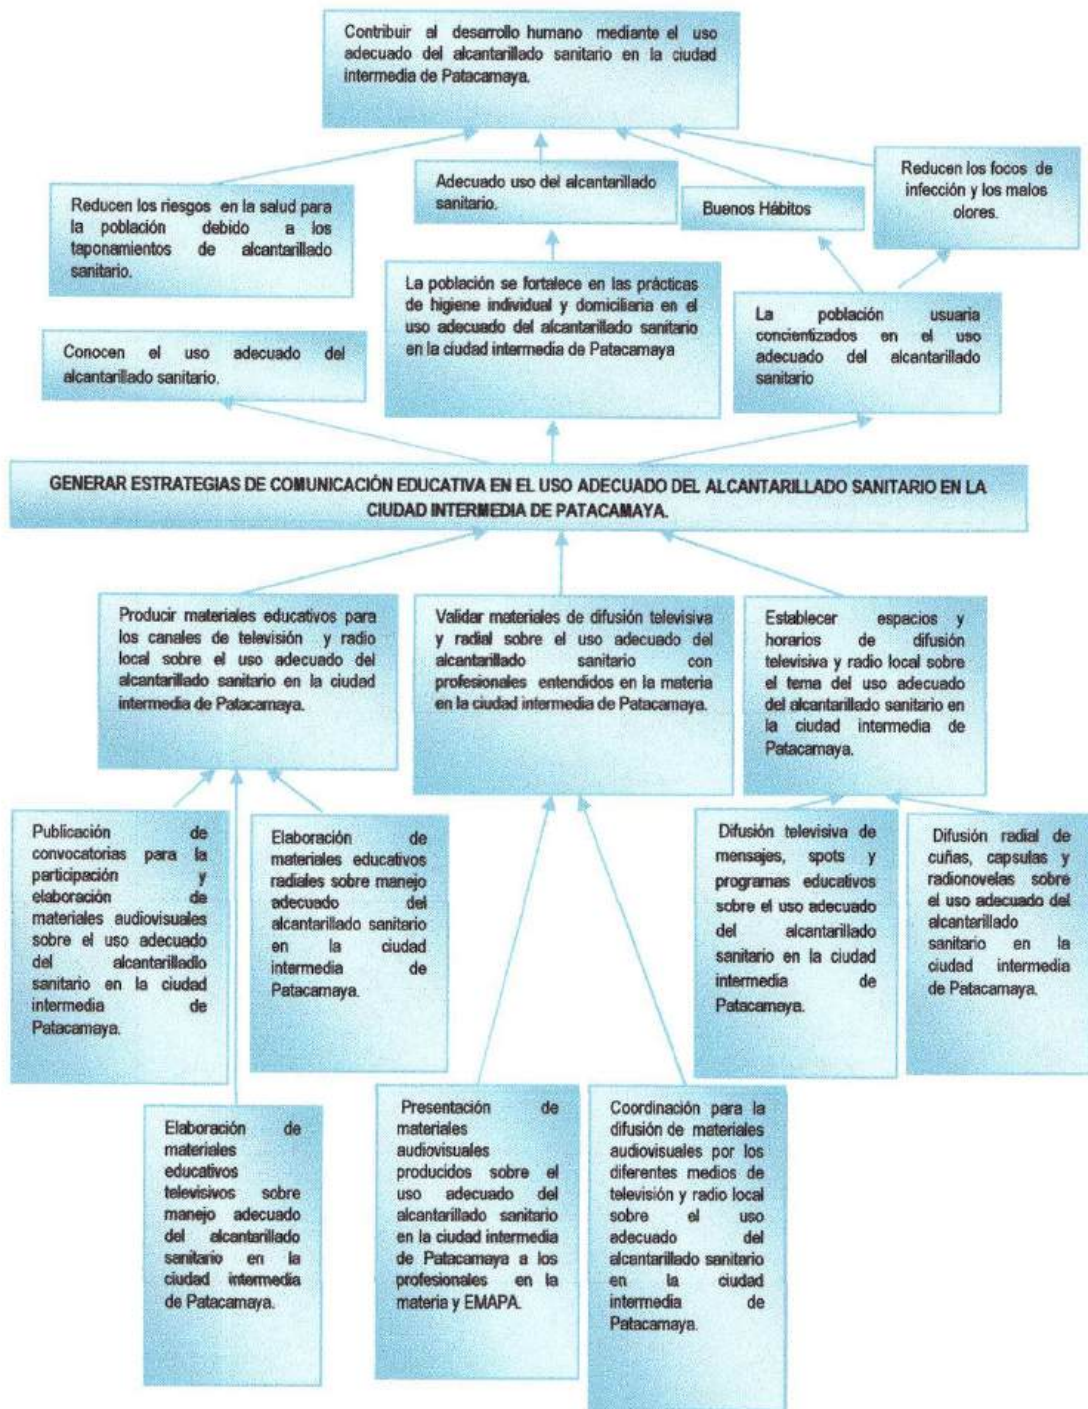 Contribuir al desarrollo humano mediante el uso
adecuado del alcantarillado sanitario en la ciudad
intermedia de Patacamaya.
Reducen los riesgos en la salud para
la población debido a los
taponamientos de alcantarillado
sanitario.
Adecuado uso del alcantarillado
sanitario.
Buenos Hábitos
Reducen los focos de
infección y los malos
olores.
Conocen el uso adecuado del
alcantarillado sanitario.
La población se fortalece en las prácticas
de higiene individual y domiciliaria en el
uso adecuado del alcantarillado sanitario
en la ciudad intermedia de Patacamaya
La población usuaria
concientizados en el uso
adecuado del alcantarillado
sanitario
GENERAR ESTRATEGIAS DE COMUNICACIÓN EDUCATIVA EN EL USO ADECUADO DEL ALCANTARILLADO SANITARIO EN LA
CIUDAD INTERMEDIA DE PATACAMAYA.
Producir materiales educativos para
los canales de televisión y radio
local sobre el uso adecuado del
alcantarillado sanitario en la ciudad
intermedia de Patacamaya.
Validar materiales de difusión televisiva
y radial sobre el uso adecuado del
alcantarillado sanitario con
profesionales entendidos en la materia
en la ciudad intermedia de Patacamaya.
Establecer espacios y
horarios de difusión
televisiva y radio local sobre
el tema del uso adecuado
del alcantarillado sanitario en
la ciudad intermedia de
Patacamaya.
Publicación de
convocatorias para la
participación y
elaboración de
materiales audiovisuales
sobre el uso adecuado
del alcantarilladlo
sanitario en la ciudad
intermedia de
Patacamaya.
Elaboración de
materiales educativos
radiales sobre manejo
adecuado del
alcantarillado sanitario
en la ciudad
intermedia de
Patacamaya.
Difusión televisiva de
mensajes, spots y
programas educativos
sobre el uso adecuado
del alcantarillado
sanitario en la ciudad
intermedia de
Patacamaya.
Difusión radial de
cuñas, capsulas y
radionovelas sobre
el uso adecuado del
alcantarillado
sanitario en la
ciudad intermedia
de Patacamaya.
Elaboración de
materiales
educativos
televisivos sobre
manejo adecuado
del alcantarillado
sanitario en la
ciudad intermedia
de Patacamaya.
Presentación de
materiales
audiovisuales
producidos sobre el
uso adecuado del
alcantarillado sanitario
en la ciudad intermedia
de Patacamaya a los
profesionales en la
materia y EMAPA.
Coordinación para la
difusión de materiales
audiovisuales por los
diferentes medios de
televisión y radio local
sobre el uso
adecuado del
alcantarillado sanitario
en la ciudad
intermedia de
Patacamaya.